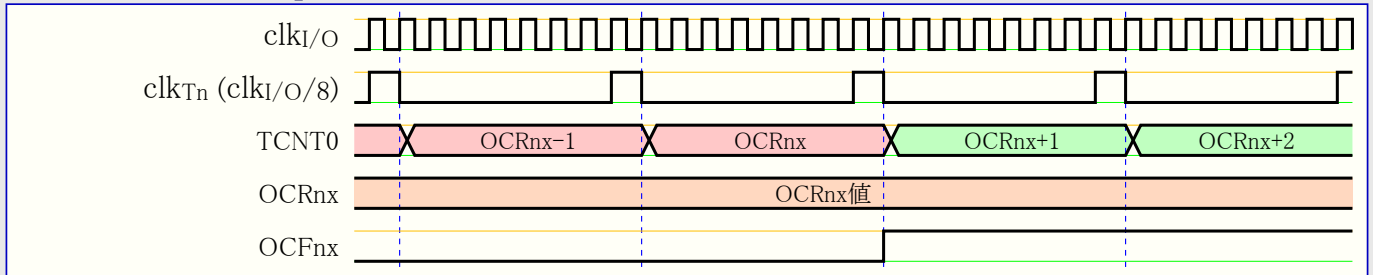 clkI/O
clkTn (clkI/O/8)
TCNT0 OCRnx-1 OCRnx OCRnx+1 OCRnx+2
OCRnx OCRnx値
OCFnx